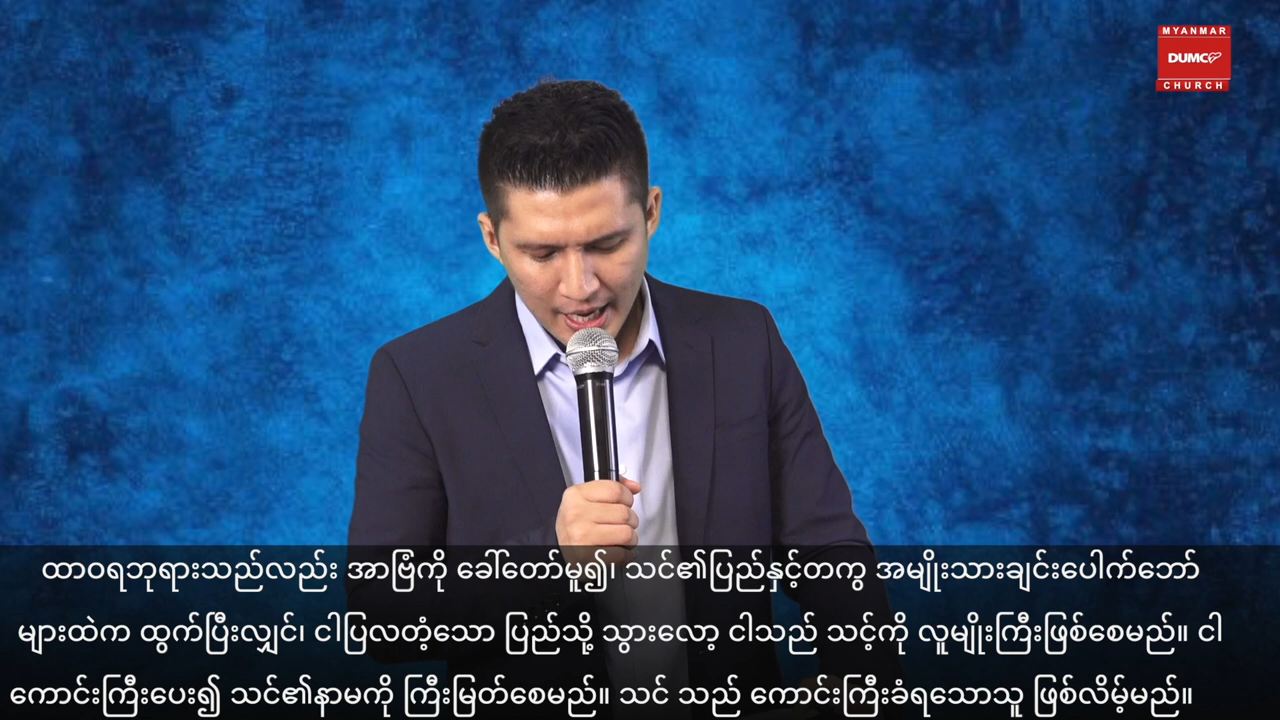 MYANMAR
DUMC
CHURCH
ထာဝရဘုရားသည်လည်း အာဗြံကို ခေါ်တော်မူ၍၊ သင်၏ပြည်နှင့်တကွ အမျိုးသားချင်းပေါက်ဘော်
များထဲက ထွက်ပြီးလျှင်၊ ငါပြလတံ့သော ပြည်သို့ သွားလော့ ငါသည် သင့်ကို လူမျိုးကြီးဖြစ်စေမည်။ ငါ
ကောင်းကြီးပေး၍ သင်၏နာမကို ကြီးမြတ်စေမည်။ သင် သည် ကောင်းကြီးခံရသောသူ ဖြစ်လိမ့်မည်။